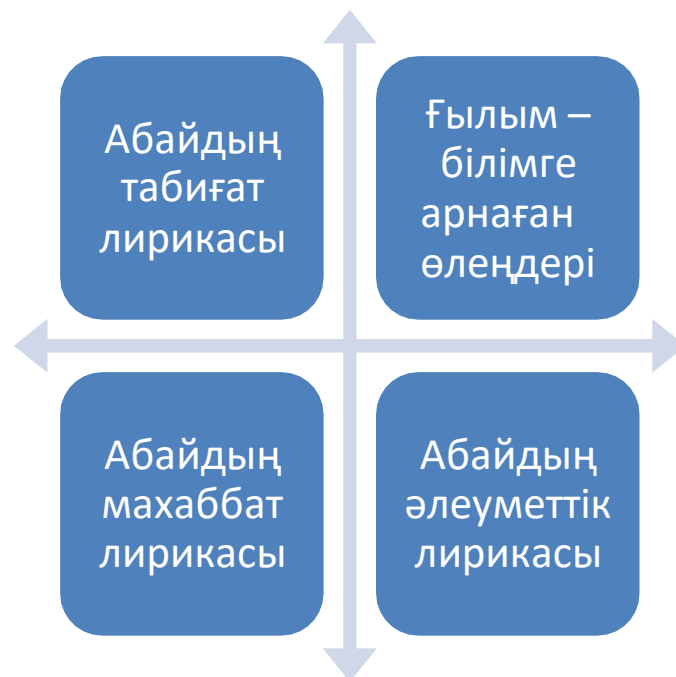 Абайдың
табиғат
лирикасы
Ғылым –
білімге
арнаған
өлеңдері
Абайдың
махаббат
лирикасы
Абайдың
әлеуметтік
лирикасы